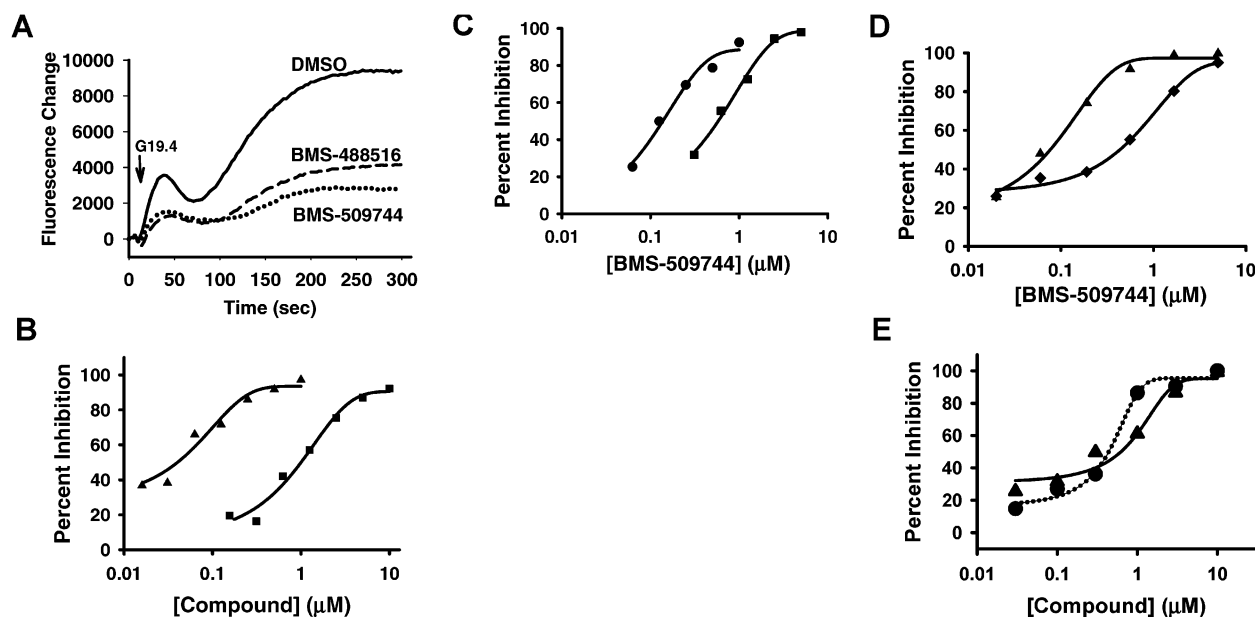 A
Fluorescence Change
10000
8000
6000
4000
2000
0
G19.4
DMSO
BMS-488516
BMS-509744
0 50 100 150 200 250 300
Time (sec)
B
Percent Inhibition
100
80
60
40
20
0
0.01 0.1 1 10
[Compound] (μM)
C
Percent Inhibition
100
80
60
40
20
0
0.01 0.1 1 10
[BMS-509744] (μM)
D
Percent Inhibition
100
80
60
40
20
0
0.01 0.1 1 10
[BMS-509744] (μM)
E
Percent Inhibition
100
80
60
40
20
0
0.01 0.1 1 10
[Compound] (μM)